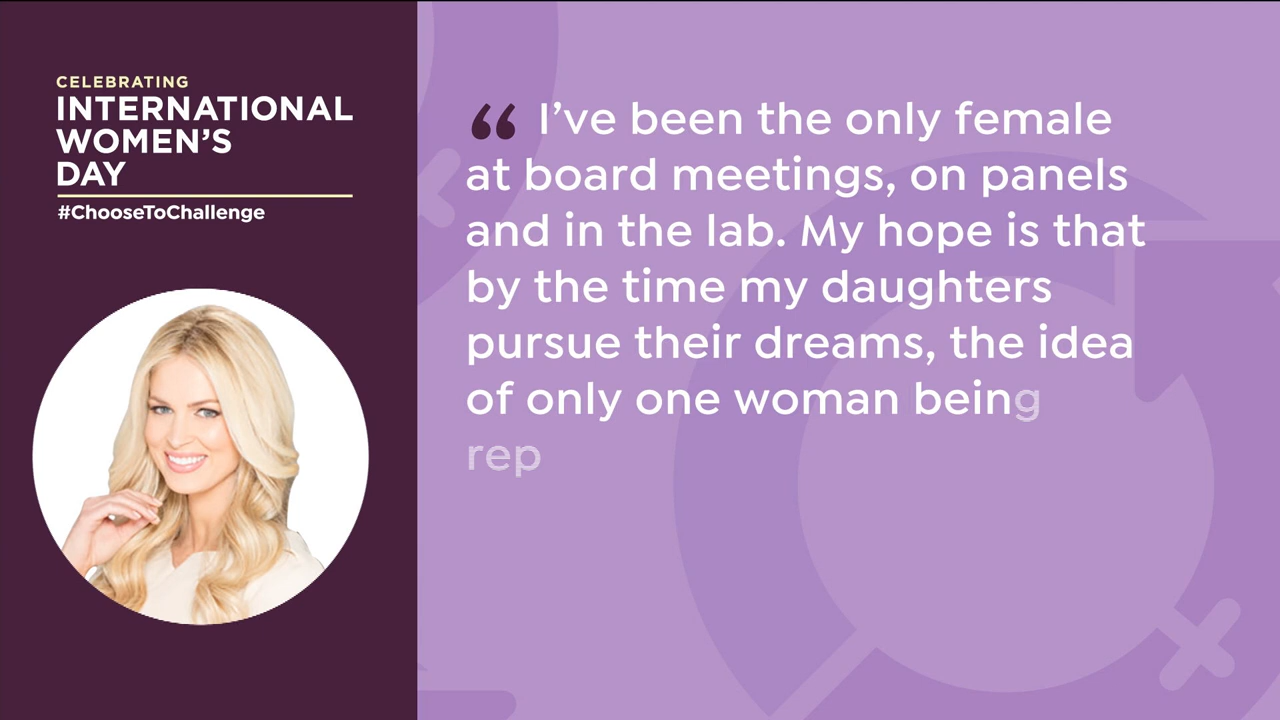 CELEBRATING
INTERNATIONAL
WOMEN'S
DAY
#ChooseToChallenge
“ I’ve been the only female
at board meetings, on panels
and in the lab. My hope is that
by the time my daughters
pursue their dreams, the idea
of only one woman being
rep